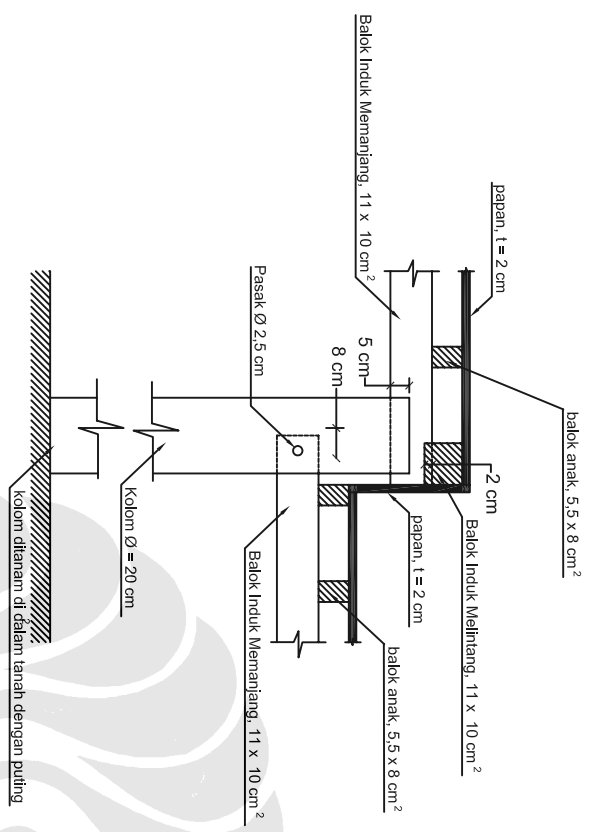 Balok Induk Memanjang, 11 x 10 cm²
papan, t = 2 cm
balok anak, 5,5 x 8 cm²
2 cm
Balok Induk Melintang, 11 x 10 cm²
papan, t = 2 cm
balok anak, 5,5 x 8 cm²
5 cm
8 cm
Pasak Ø 2,5 cm
Balok Induk Memanjang, 11 x 10 cm²
Kolom Ø = 20 cm²
kolom ditanam di dalam tanah dengan puting